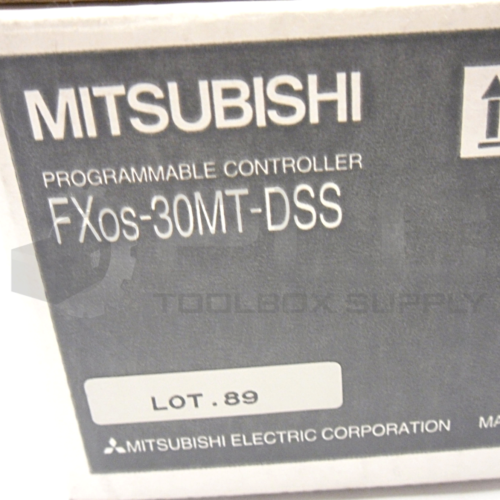 MITSUBISHI
PROGRAMMABLE CONTROLLER
FXos-30MT-DSS
TOOLBOX SUPPLY
LOT.89
MITSUBISHI ELECTRIC CORPORATION